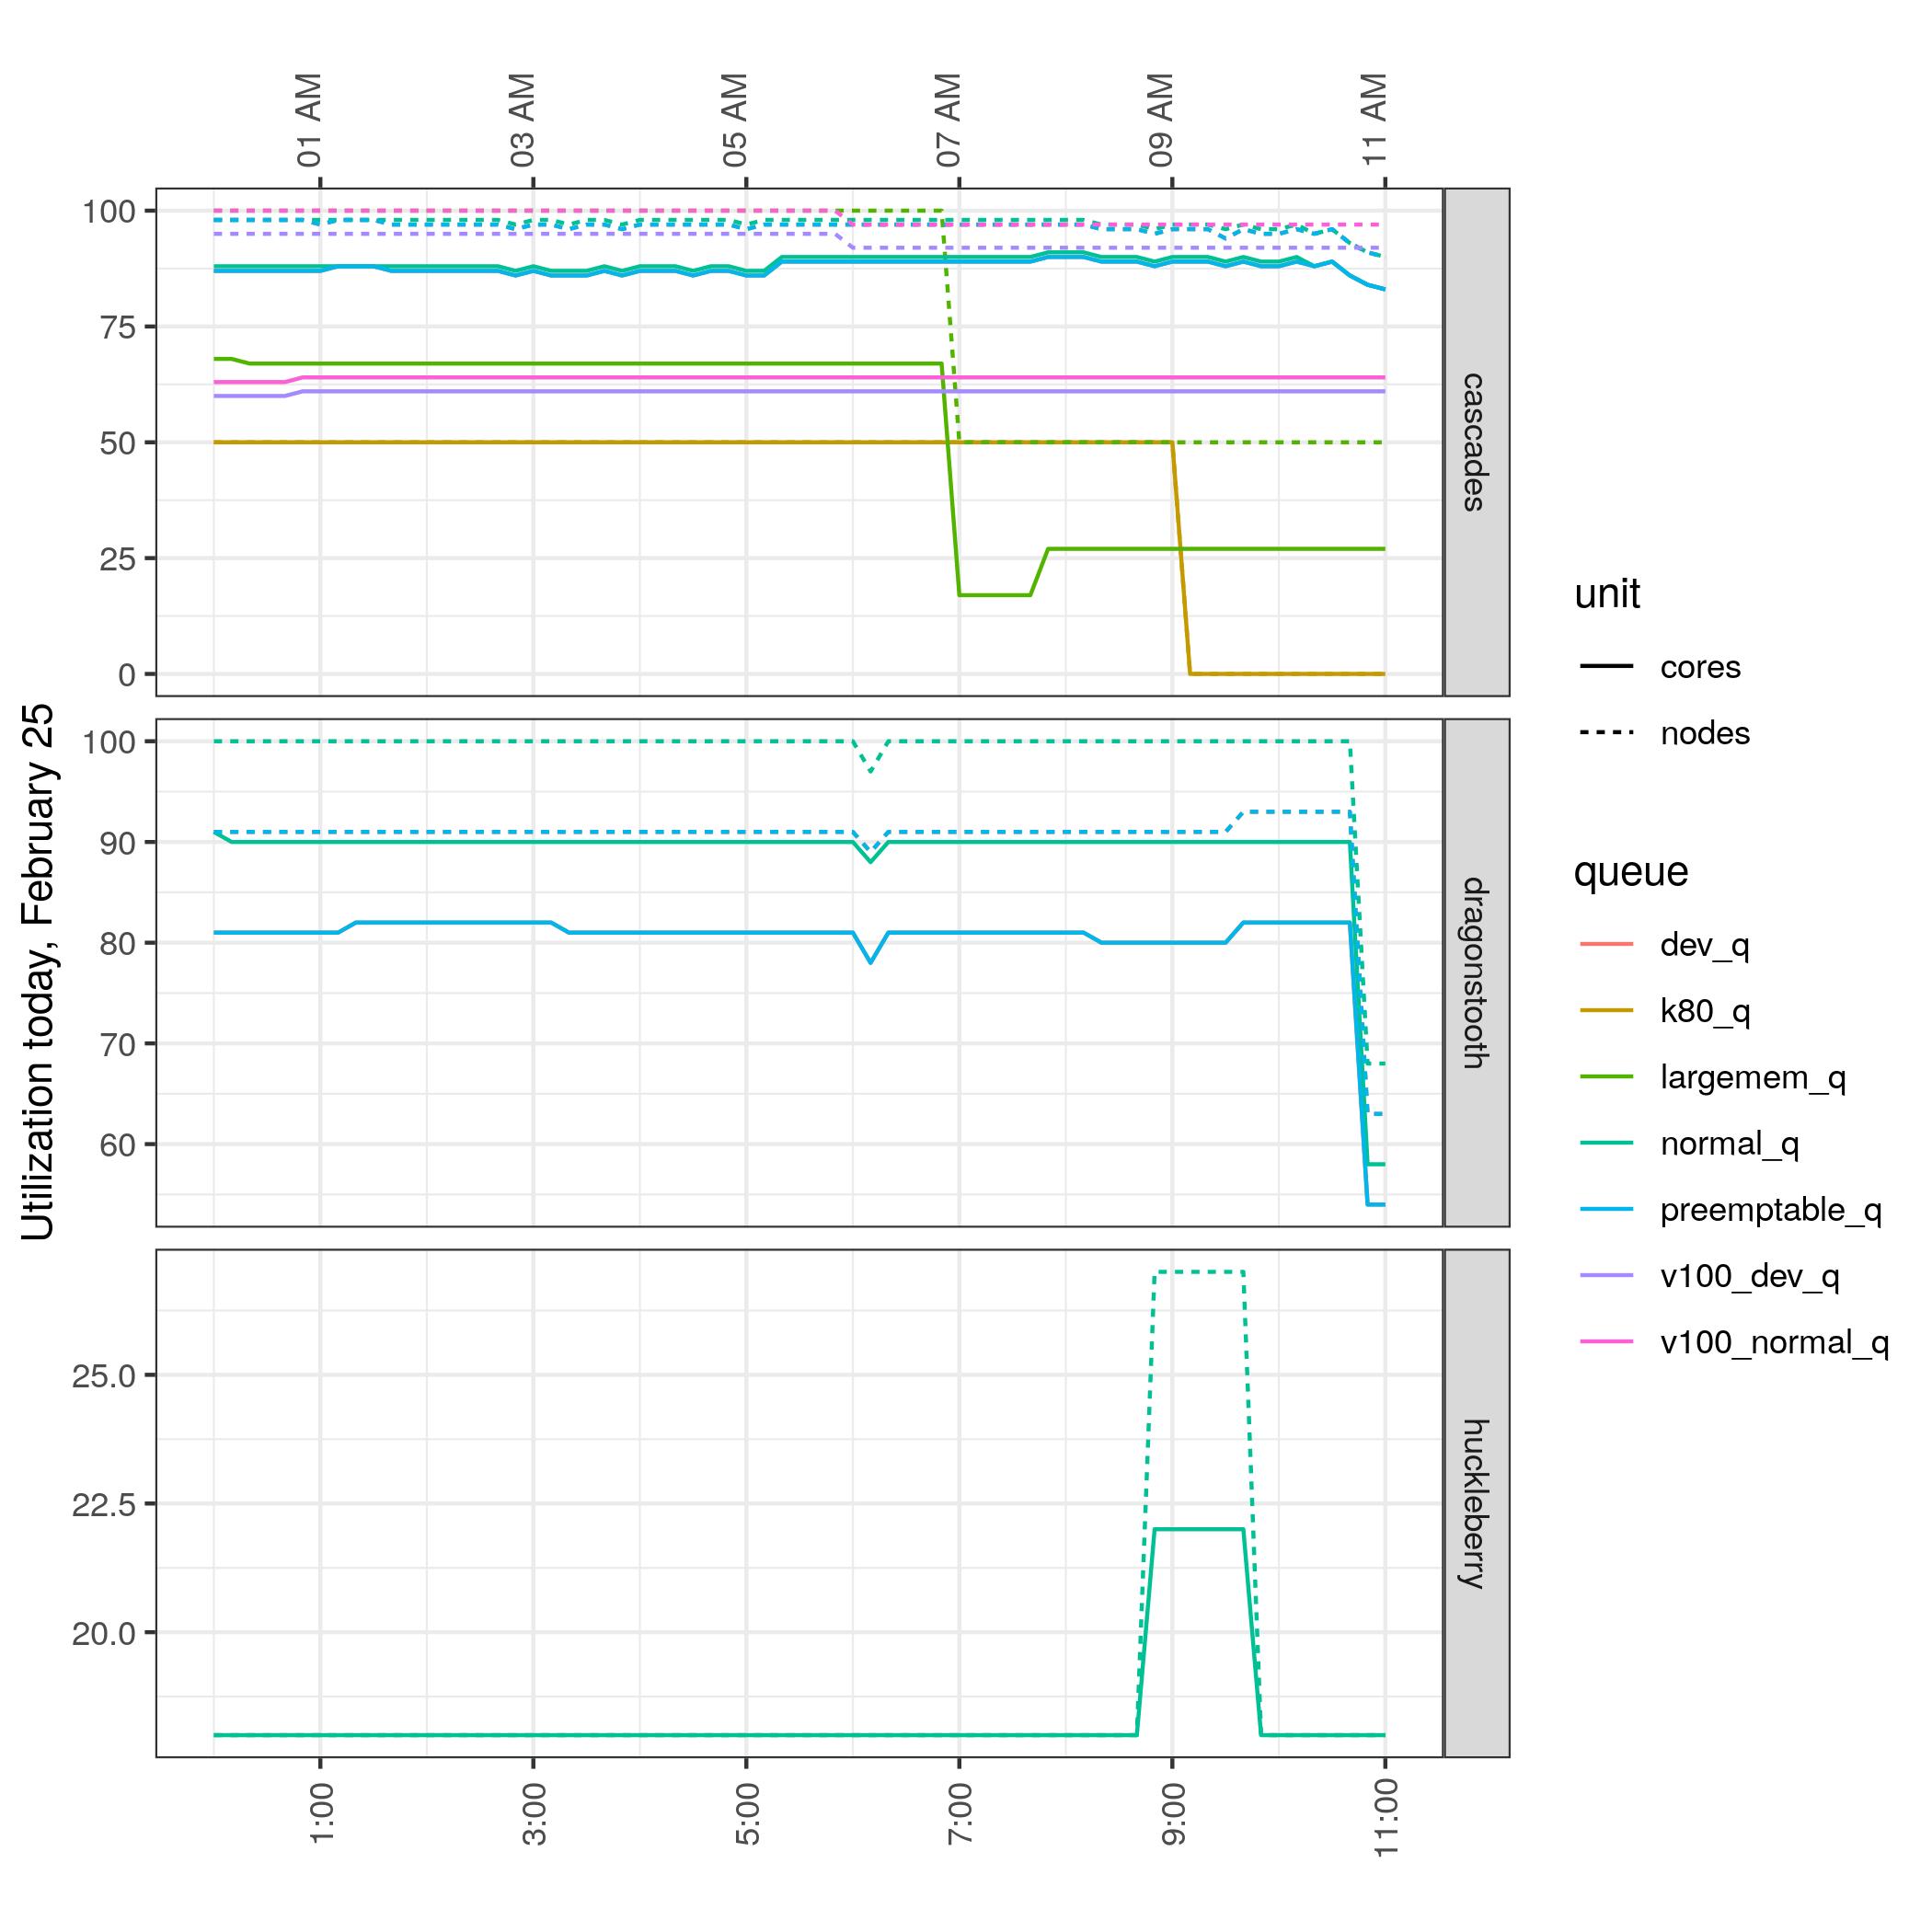 01 AM
03 AM
05 AM
07 AM
09 AM
11 AM
Utilization today, February 25
100
75
50
25
0
cascades
100
90
80
70
60
dragonstooth
25.0
22.5
20.0
huckleberry
1:00
3:00
5:00
7:00
9:00
11:00
unit
cores
nodes
queue
dev_q
k80_q
largemem_q
normal_q
preemptable_q
v100_dev_q
v100_normal_q